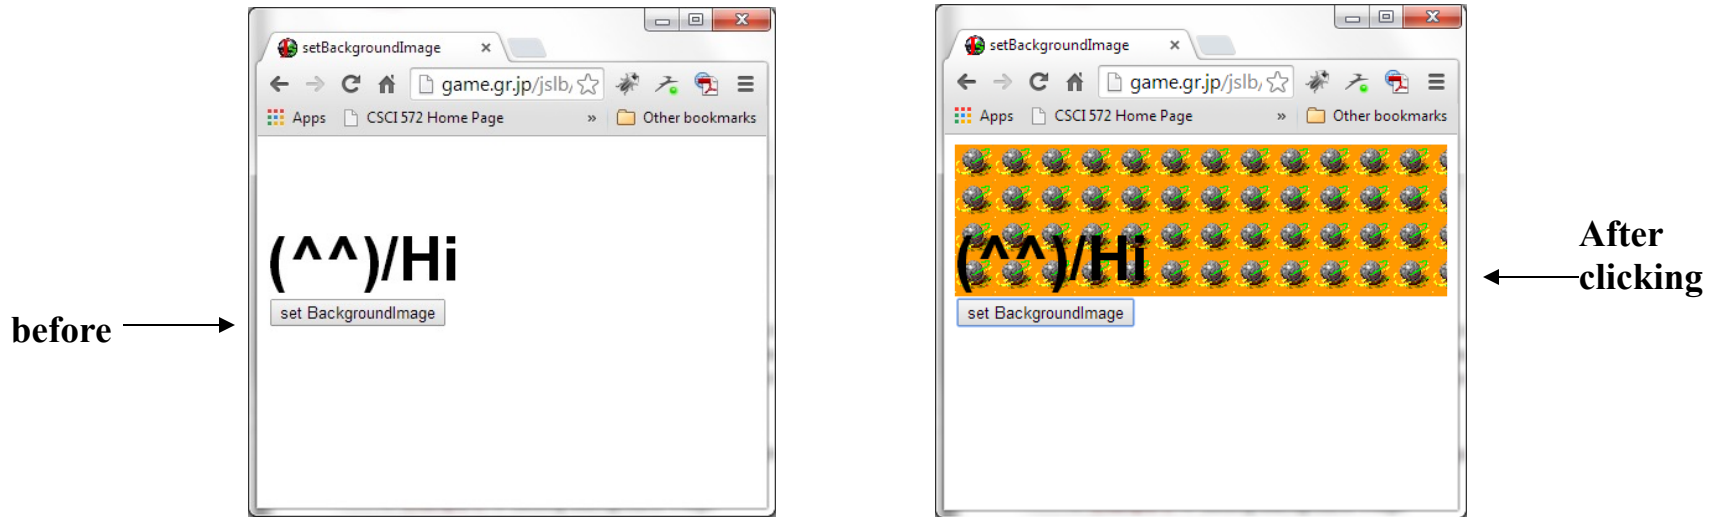 setBackgroundImage
game.gr.jp/jslb/
Apps
CSCI 572 Home Page
»
Other bookmarks
(^^)/Hi
set BackgroundImage
before
setBackgroundImage
game.gr.jp/jslb/
Apps
CSCI 572 Home Page
»
Other bookmarks
(^^)/Hi
set BackgroundImage
After
clicking